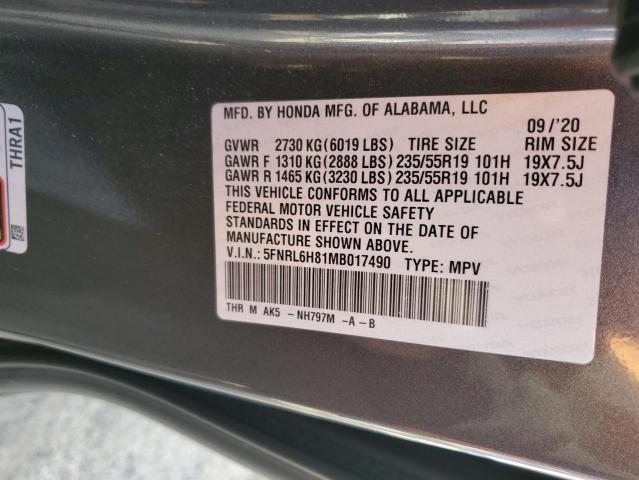 MFD. BY HONDA MFG. OF ALABAMA, LLC
09/'20
GVWR 2730 KG(6019 LBS) TIRE SIZE RIM SIZE
GAWR F 1310 KG(2888 LBS) 235/55R19 101H 19X7.5J
GAWR R 1465 KG(3230 LBS) 235/55R19 101H 19X7.5J
THIS VEHICLE CONFORMS TO ALL APPLICABLE
FEDERAL MOTOR VEHICLE SAFETY
STANDARDS IN EFFECT ON THE DATE OF
MANUFACTURE SHOWN ABOVE.
V.I.N.: 5FNRL6H81MB017490 TYPE: MPV
THR M AK5 -NH797M -A-B
THRA1